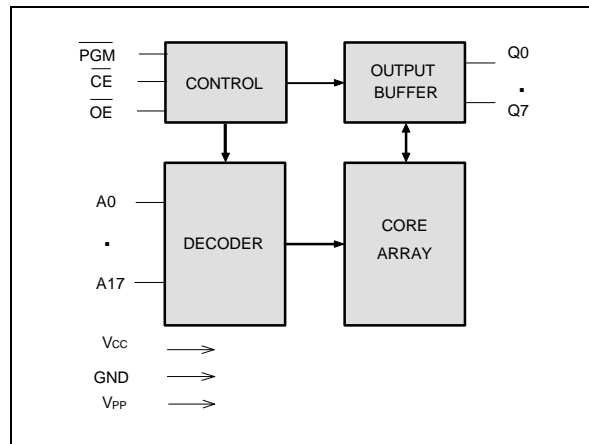 PGM
CE
OE
CONTROL
OUTPUT
BUFFER
Q0
.
Q7
A0
.
A17
DECODER
CORE
ARRAY
VCC
GND
VPP